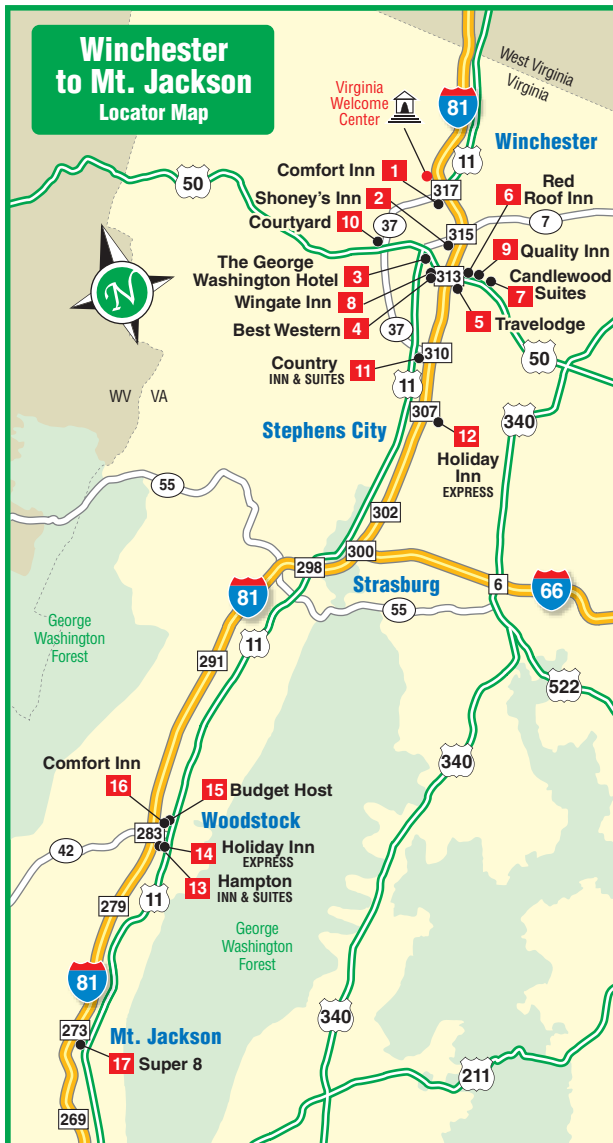 Winchester
to Mt. Jackson
Locator Map
West Virginia
Virginia
Virginia
Welcome
Center
81
11
Winchester
50
Comfort Inn 1
317
6 Red
Roof Inn
Shoney's Inn 2
7
Courtyard 10
37
315
9 Quality Inn
The George
Washington Hotel
3
313
Candlewood
Suites
7
N
Wingate Inn 8
Best Western 4
5 Travelodge
37
310
Country
INN & SUITES
11
50
11
WV VA
307
340
Stephens City
12
Holiday
Inn
EXPRESS
55
302
300
298
Strasburg
6
81
66
55
George
Washington
Forest
11
291
522
340
Comfort Inn
16
15 Budget Host
Woodstock
283
42
14 Holiday Inn
EXPRESS
13 Hampton
INN & SUITES
11
279
George
Washington
Forest
81
340
273
Mt. Jackson
17 Super 8
211
269